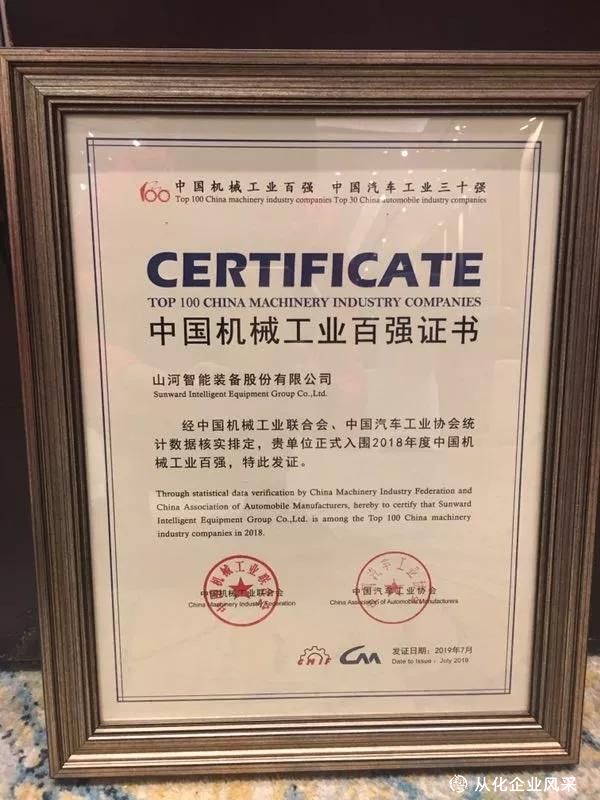 100 中国机械工业百强 中国汽车工业三十强
Top 100 China machinery industry companies Top 30 China automobile industry companies
CERTIFICATE
TOP 100 CHINA MACHINERY INDUSTRY COMPANIES
中国机械工业百强证书
山河智能装备股份有限公司
Sunward Intelligent Equipment Group Co.,Ltd.
经中国机械工业联合会、中国汽车工业协会统
计数据核实排定，贵单位正式入围2018年度中国机
械工业百强，特此发证。
Through statistical data verification by China Machinery Industry Federation and
China Association of Automobile Manufacturers, hereby to certify that Sunward
Intelligent Equipment Group Co.,Ltd. is among the Top 100 China machinery
industry companies in 2018.
中国机械工业联合会 中国汽车工业协会
China Machinery Industry Federation China Association of Automobile Manufacturers
CMIF CM 发证日期：2019年7月
Date to Issue：July 2019
从化企业风采